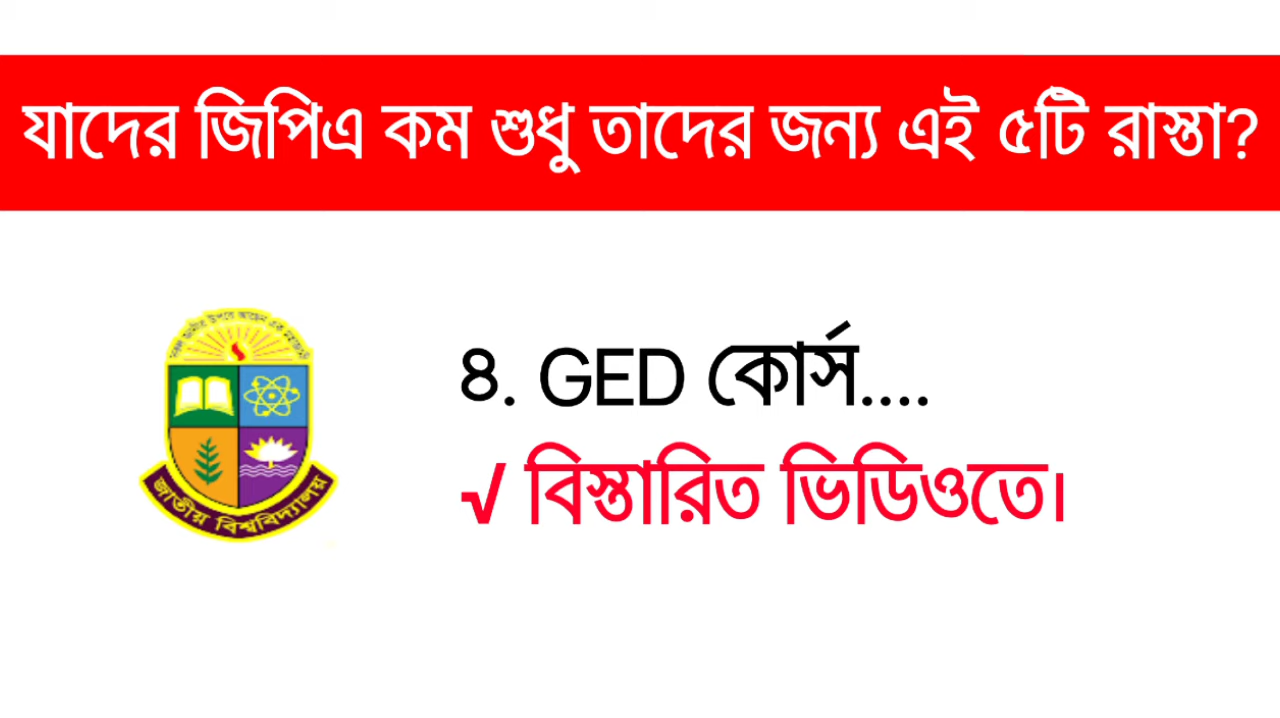 যাদের জিপিএ কম শুধু তাদের জন্য এই ৫টি রাস্তা?
৪. GED কোর্স....
√ বিস্তারিত ভিডিওতে।
জাতীয় বিশ্ববিদ্যালয়